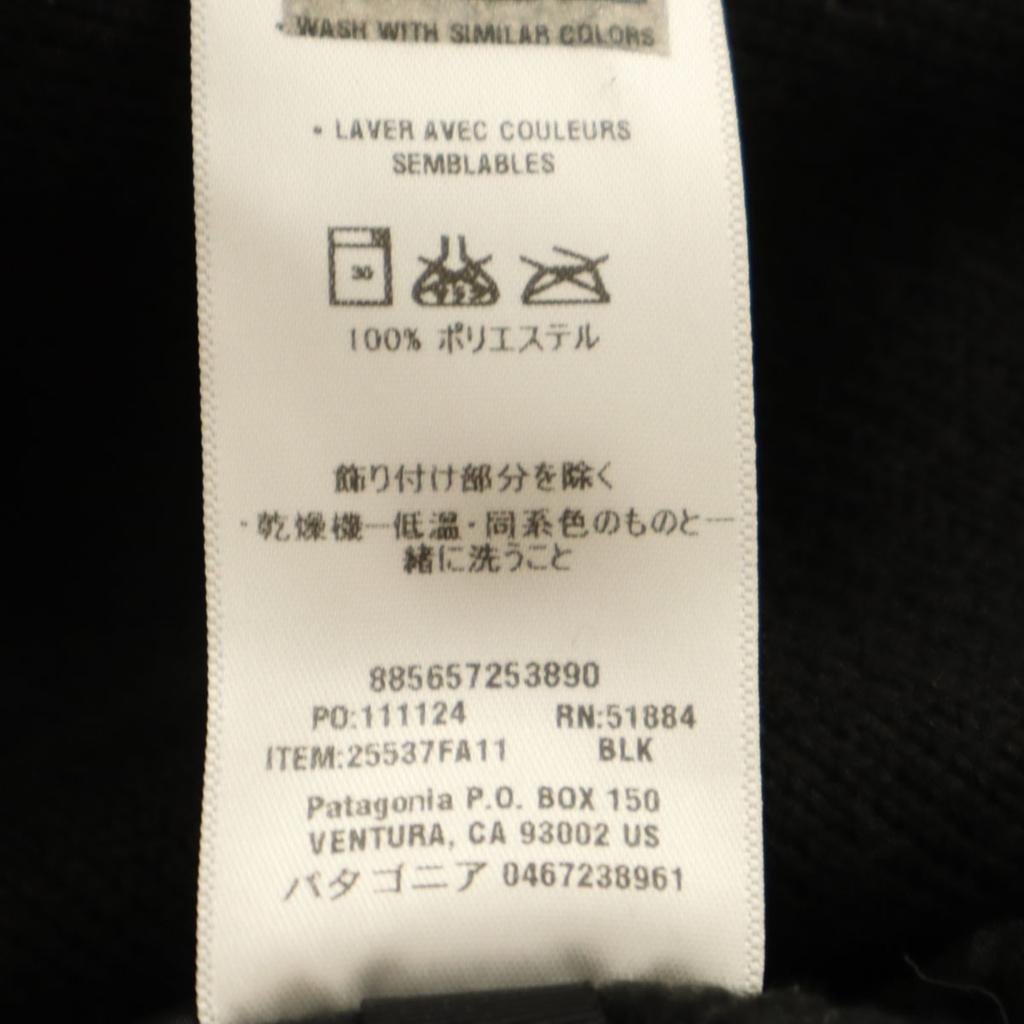 • WASH WITH SIMILAR COLORS
• LAVER AVEC COULEURS
SEMBLABLES
30
100% ポリエステル
飾り付け部分を除く
・乾燥機―低温・同系色のものと一
緒に洗うこと
885657253890
PO:111124 RN:51884
ITEM:25537FA11 BLK
Patagonia P.O. BOX 150
VENTURA, CA 93002 US
パタゴニア 0467238961